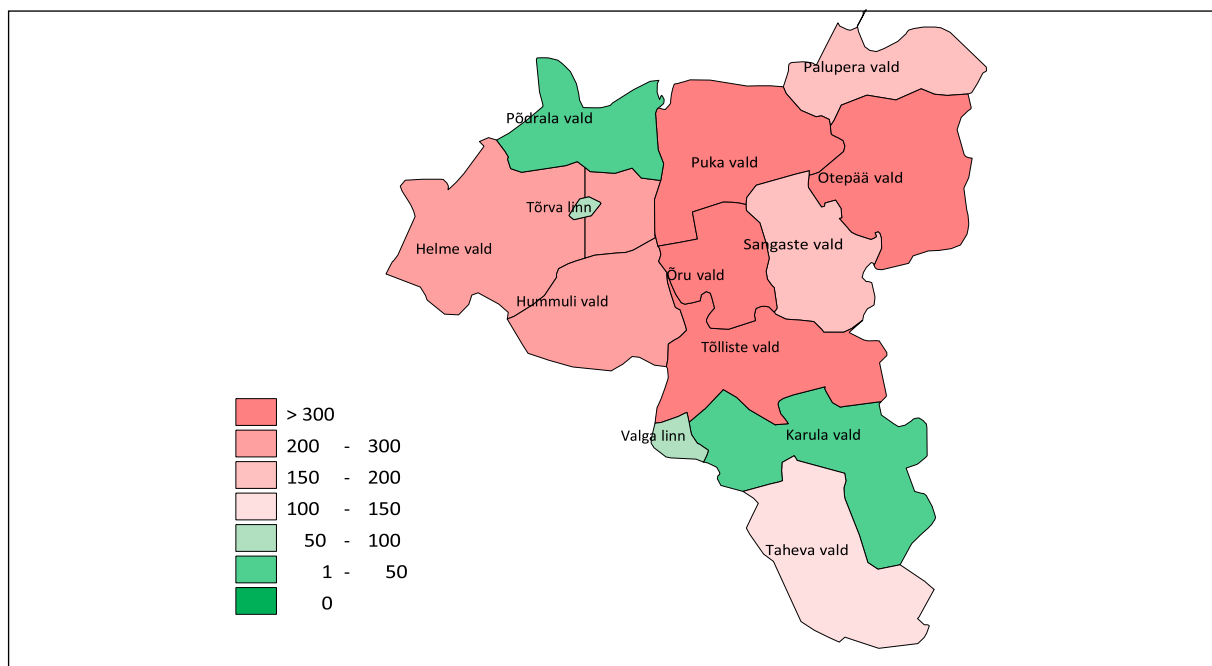 Palupera vald
Põdrala vald
Puka vald
Otepää vald
Tõrva linn
Helme vald
Sangaste vald
Õru vald
Hummuli vald
Tõlliste vald
Valga linn
Karula vald
Taheva vald
> 300
200 - 300
150 - 200
100 - 150
50 - 100
1 - 50
0